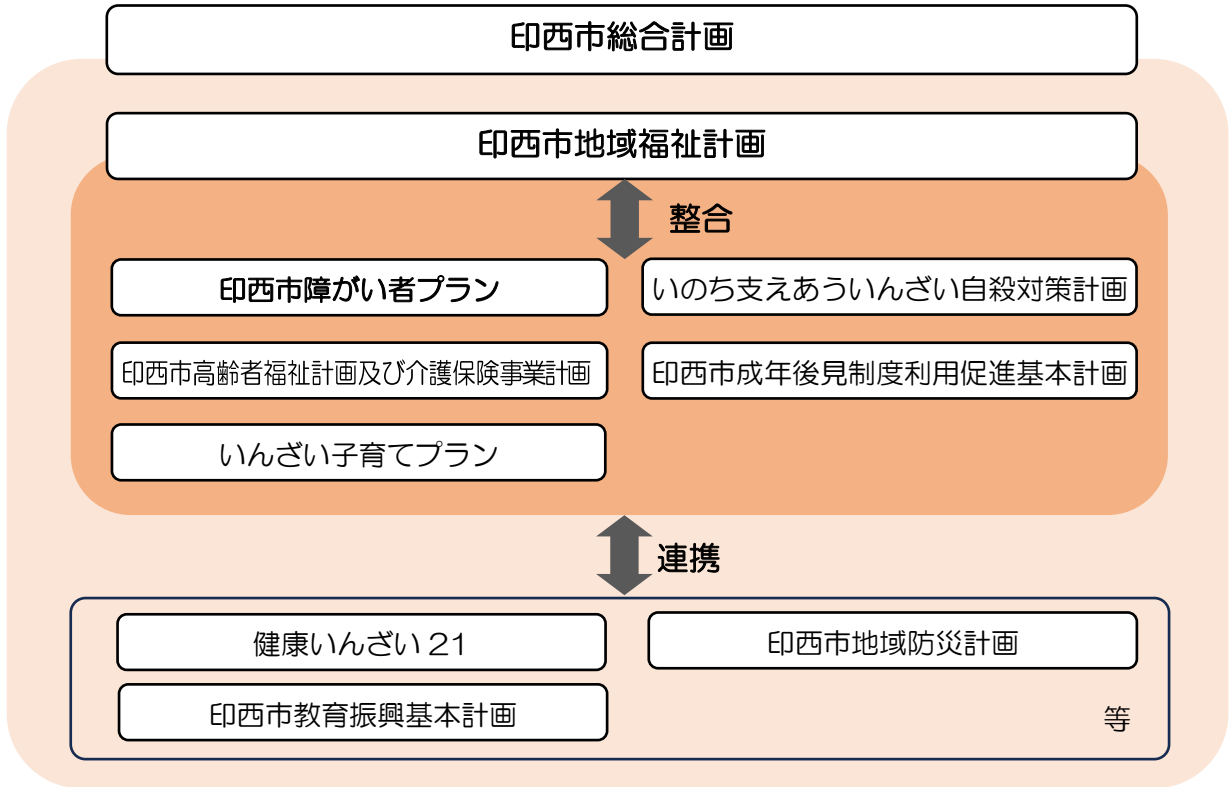 印西市総合計画
印西市地域福祉計画
整合
印西市障がい者プラン
いのち支えあういんざい自殺対策計画
印西市高齢者福祉計画及び介護保険事業計画
印西市成年後見制度利用促進基本計画
いんざい子育てプラン
連携
健康いんざい 21
印西市地域防災計画
印西市教育振興基本計画
等